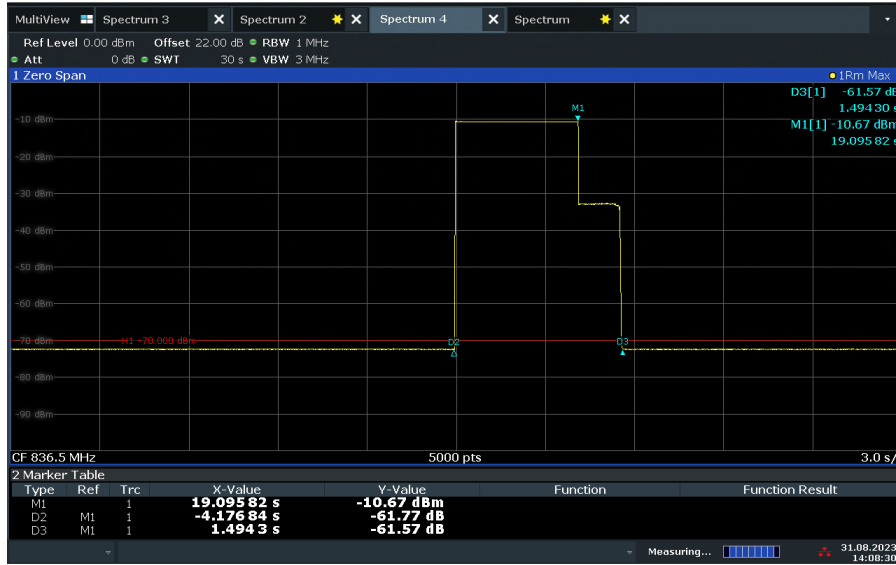 MultiView Spectrum 3 Spectrum 2 Spectrum 4 Spectrum
Ref Level 0.00 dBm Offset 22.00 dB RBW 1 MHz
Att 0 dB SWT 30 s VBW 3 MHz
1 Zero Span 1Rm Max
D3[1] -61.57 dB
1.494 30 s
M1[1] -10.67 dBm
19.095 82 s
M1
-10 dBm
-20 dBm
-30 dBm
-40 dBm
-50 dBm
-60 dBm
-70 dBm H1 -70.000 dBm D2 D3
-80 dBm
-90 dBm
CF 836.5 MHz 5000 pts 3.0 s/
2 Marker Table
Type Ref Trc X-Value Y-Value Function Function Result
M1 1 19.095 82 s -10.67 dBm
D2 M1 1 -4.176 84 s -61.77 dB
D3 M1 1 1.494 3 s -61.57 dB
Measuring... 31.08.2023
14:08:30